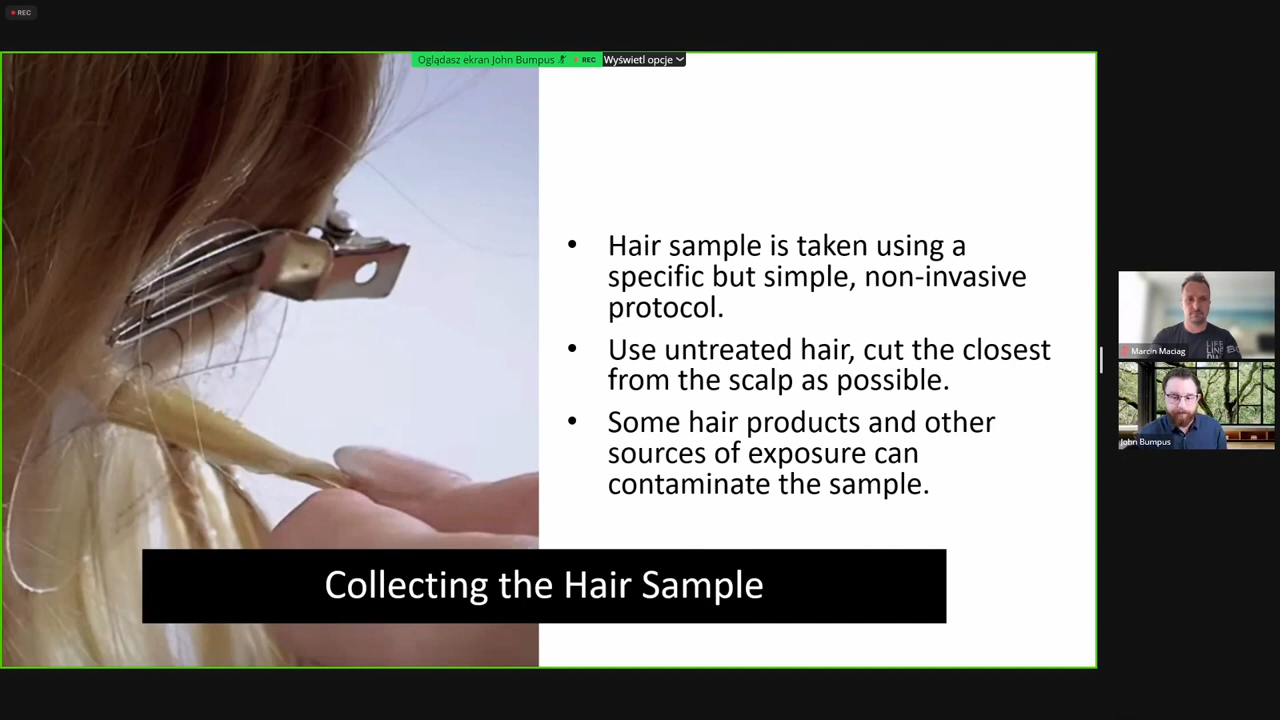 REC
Oglądasz ekran John Bumpus
REC
Wyświetl opcje
• Hair sample is taken using a
specific but simple, non-invasive
protocol.
• Use untreated hair, cut the closest
from the scalp as possible.
• Some hair products and other
sources of exposure can
contaminate the sample.
Collecting the Hair Sample
Marcin Maciag
John Bumpus